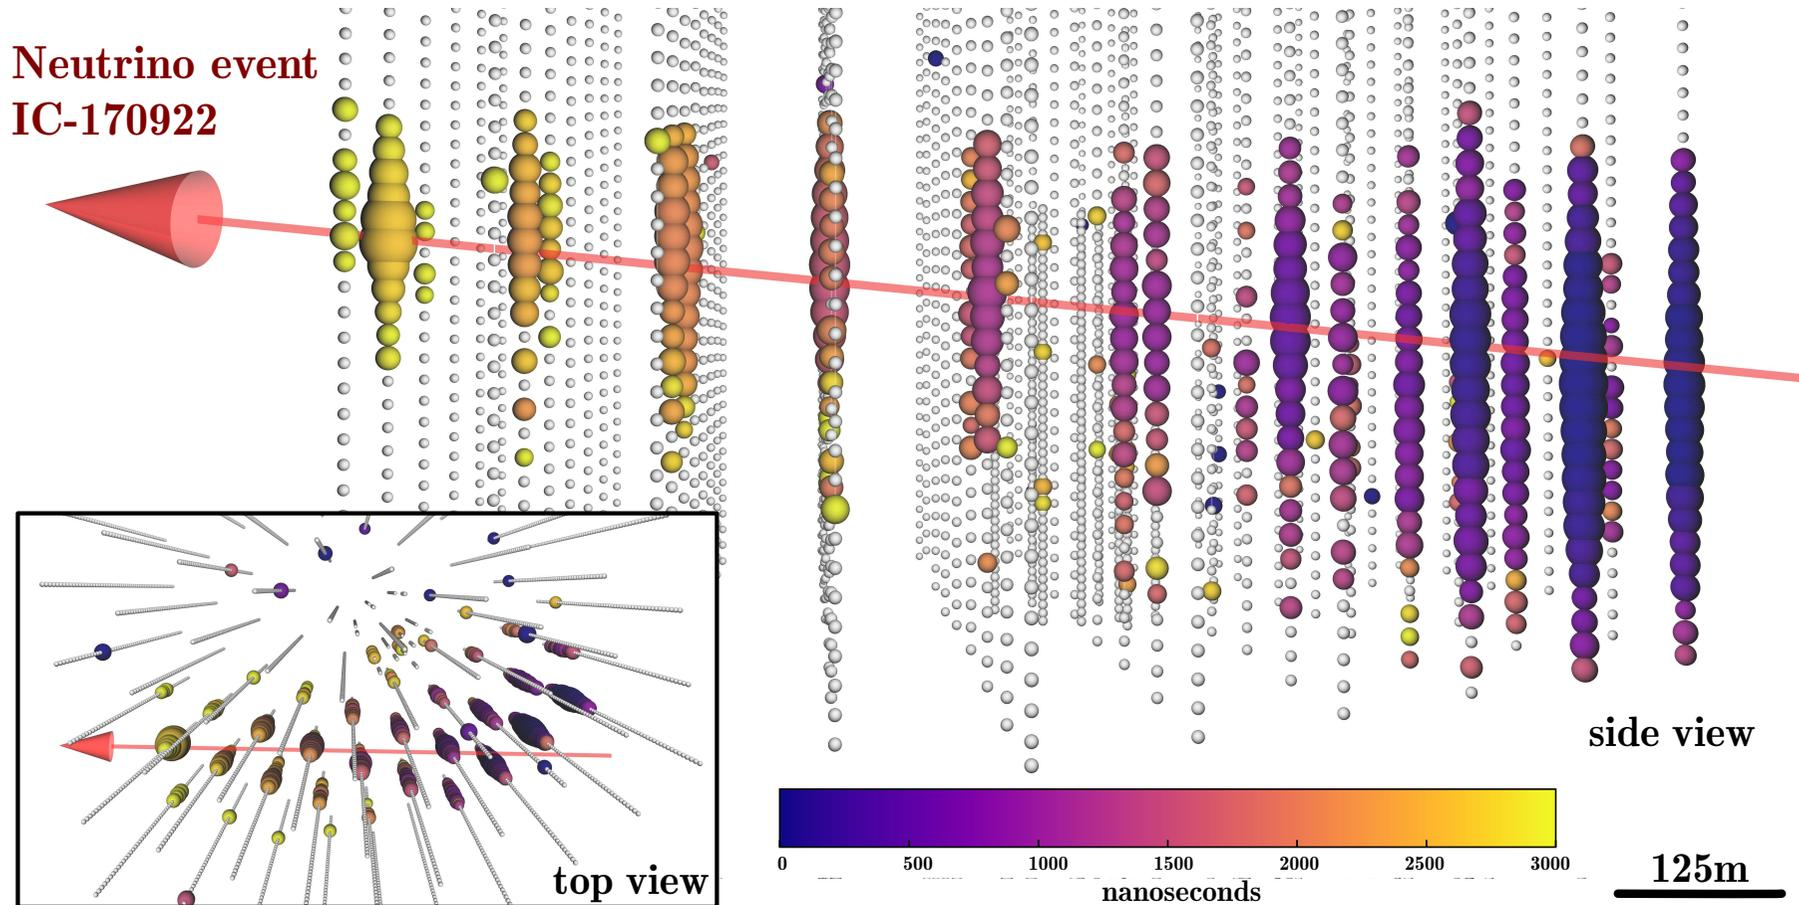 Neutrino event
IC-170922
side view
top view
0 500 1000 1500 2000 2500 3000
nanoseconds
125m